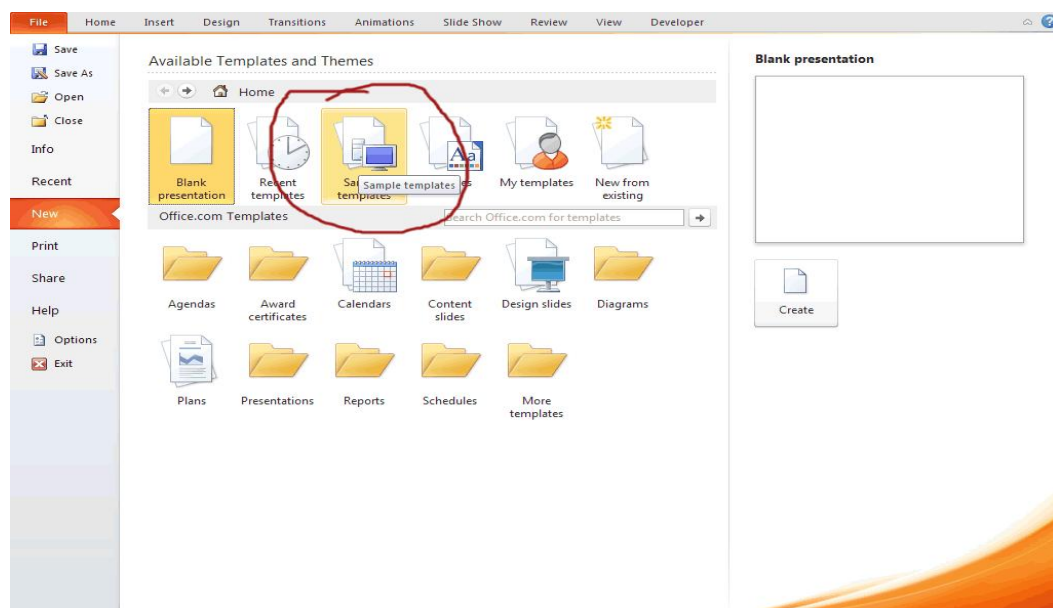 File Home Insert Design Transitions Animations Slide Show Review View Developer
Save
Save As
Open
Close
Info
Recent
New
Print
Share
Help
Options
Exit
Available Templates and Themes
Home
Blank presentation
Recent templates
Sample templates
My templates
New from existing
Office.com Templates
Search Office.com for templates
Agendas
Award certificates
Calendars
Content slides
Design slides
Diagrams
Plans
Presentations
Reports
Schedules
More templates
Blank presentation
Create